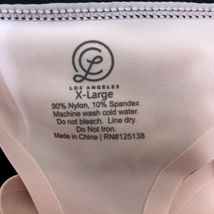 LOS ANGELES
X-Large
90% Nylon, 10% Spandex
Machine wash cold water.
Do not bleach. Line dry.
Do Not Iron.
Made in China | RN#125138